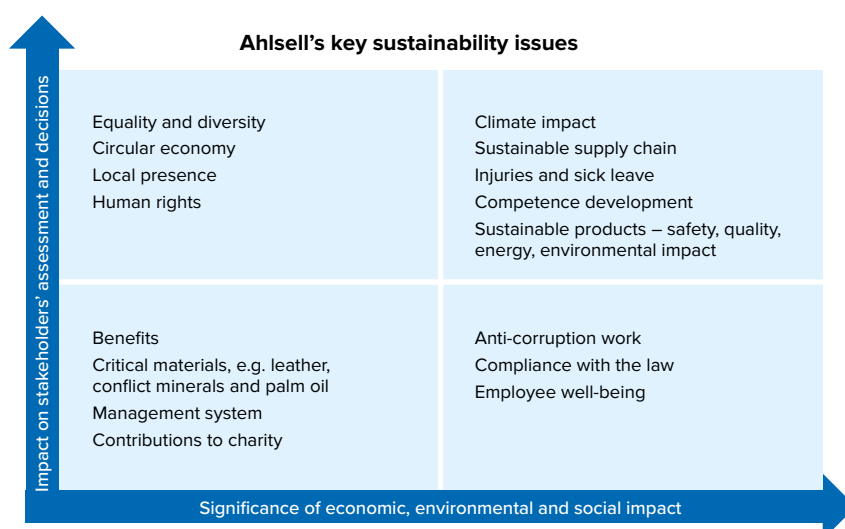 Ahlsell’s key sustainability issues
Impact on stakeholders’ assessment and decisions
Equality and diversity
Circular economy
Local presence
Human rights
Climate impact
Sustainable supply chain
Injuries and sick leave
Competence development
Sustainable products – safety, quality,
energy, environmental impact
Benefits
Critical materials, e.g. leather,
conflict minerals and palm oil
Management system
Contributions to charity
Anti-corruption work
Compliance with the law
Employee well-being
Significance of economic, environmental and social impact